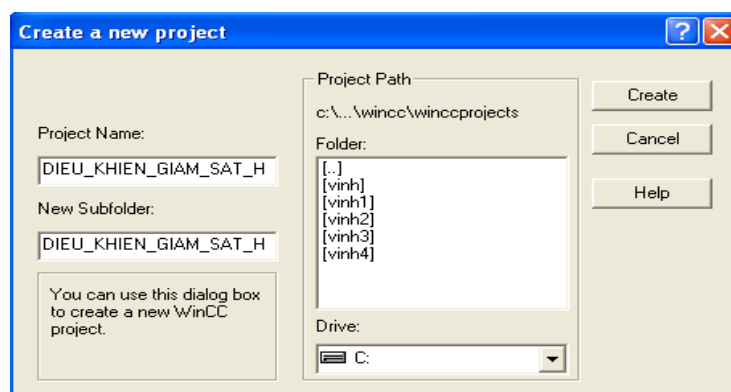 Create a new project
Project Name:
DIEU_KHIEN_GIAM_SAT_H
New Subfolder:
DIEU_KHIEN_GIAM_SAT_H
You can use this dialog box
to create a new WinCC
project.
Project Path
c:\...\wincc\winccprojects
Folder:
[..]
[vinh]
[vinh1]
[vinh2]
[vinh3]
[vinh4]
Drive:
C:
Create
Cancel
Help